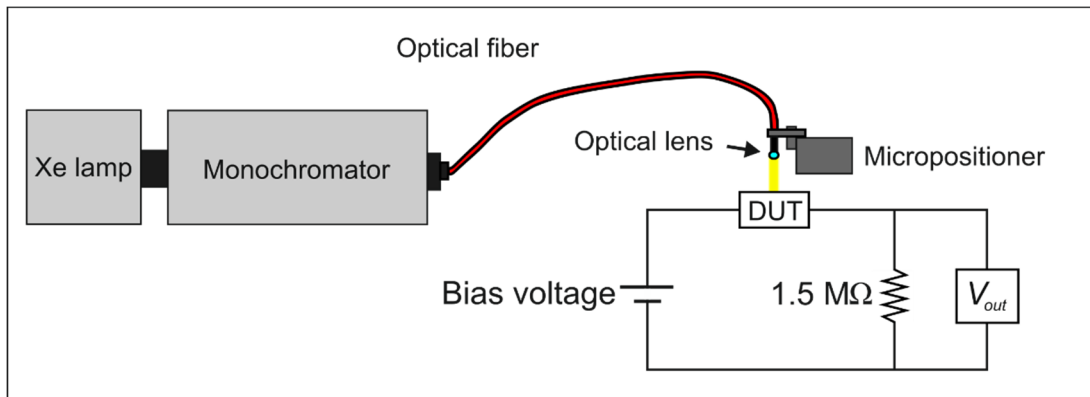 Optical fiber
Xe lamp
Monochromator
Optical lens
Micropositioner
DUT
Bias voltage
1.5 MΩ
Vout